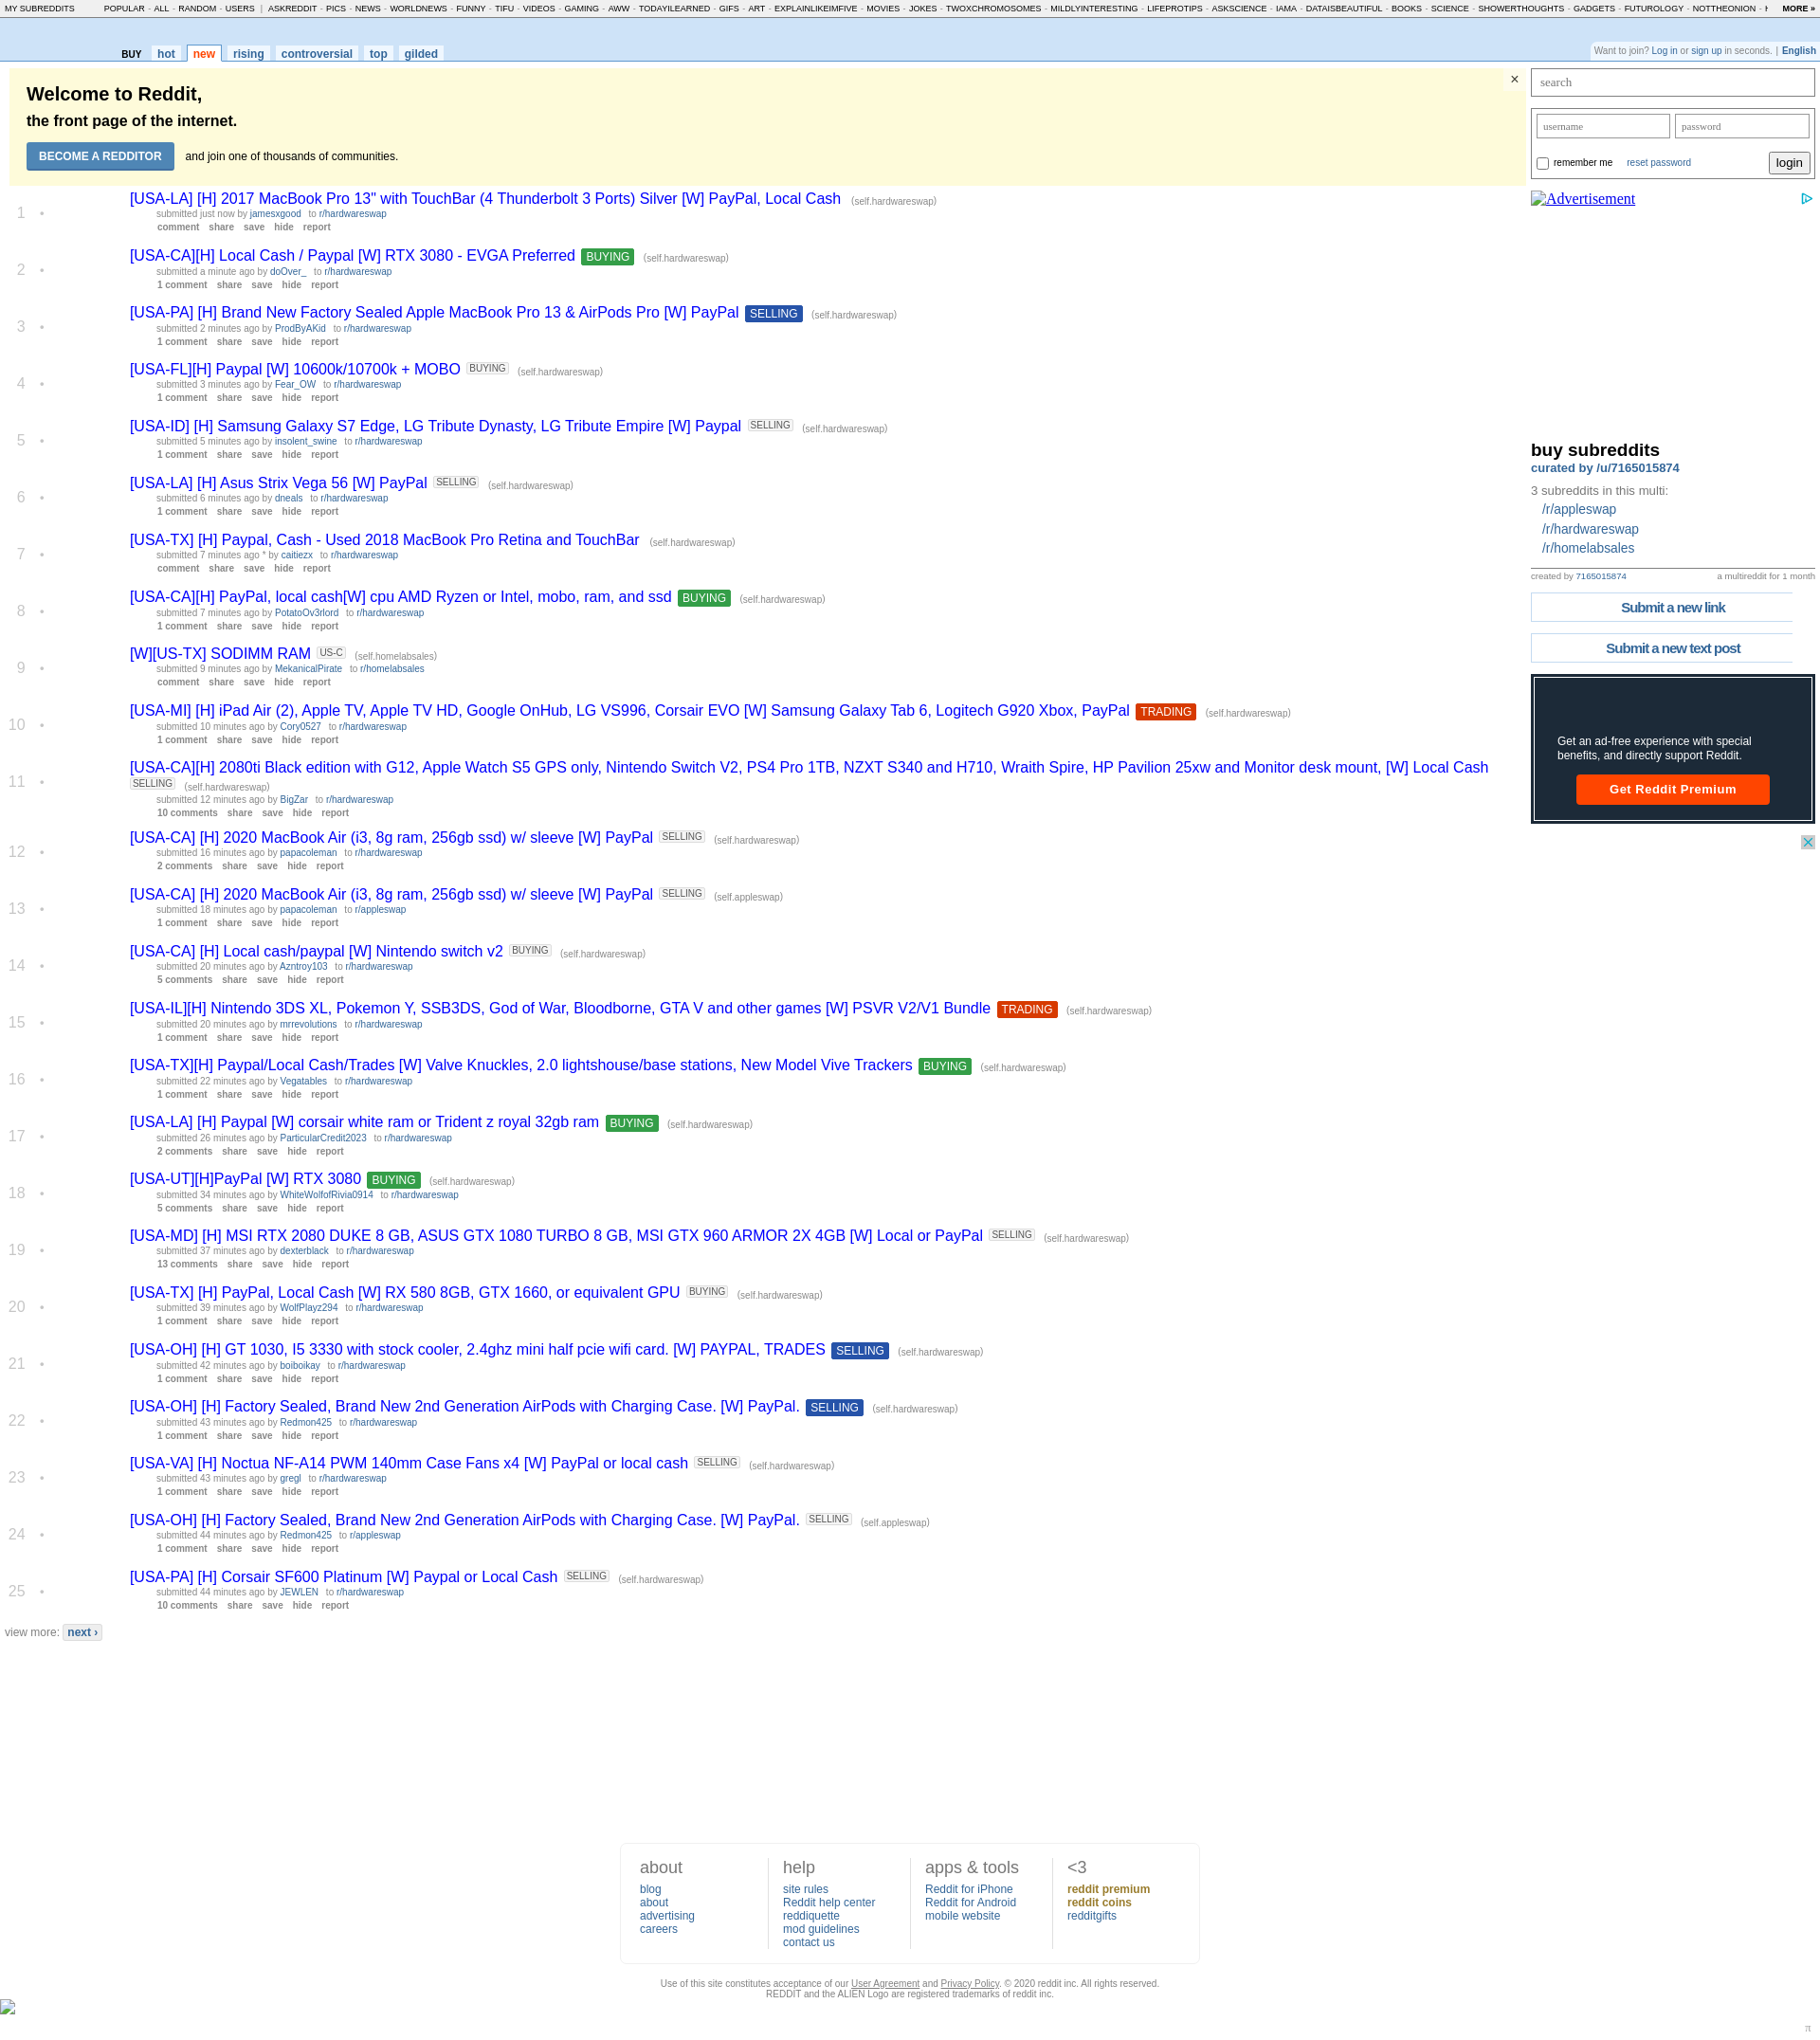 MY SUBREDDITS POPULAR - ALL - RANDOM - USERS | ASKREDDIT - PICS - NEWS - WORLDNEWS - FUNNY - TIFU - VIDEOS - GAMING - AWW - TODAYILEARNED - GIFS - ART - EXPLAINLIKEIMFIVE - MOVIES - JOKES - TWOXCHROMOSOMES - MILDLYINTERESTING - LIFEPROTIPS - ASKSCIENCE - IAMA - DATAISBEAUTIFUL - BOOKS - SCIENCE - SHOWERTHOUGHTS - GADGETS - FUTUROLOGY - NOTTHEONION - MORE »
BUY hot new rising controversial top gilded
Want to join? Log in or sign up in seconds. | English
Welcome to Reddit,
the front page of the internet.
BECOME A REDDITOR and join one of thousands of communities.
×
1 • [USA-LA] [H] 2017 MacBook Pro 13" with TouchBar (4 Thunderbolt 3 Ports) Silver [W] PayPal, Local Cash (self.hardwareswap)
submitted just now by jamesxgood to r/hardwareswap
comment share save hide report
2 • [USA-CA][H] Local Cash / Paypal [W] RTX 3080 - EVGA Preferred BUYING (self.hardwareswap)
submitted a minute ago by doOver_ to r/hardwareswap
1 comment share save hide report
3 • [USA-PA] [H] Brand New Factory Sealed Apple MacBook Pro 13 & AirPods Pro [W] PayPal SELLING (self.hardwareswap)
submitted 2 minutes ago by ProdByAKid to r/hardwareswap
1 comment share save hide report
4 • [USA-FL][H] Paypal [W] 10600k/10700k + MOBO BUYING (self.hardwareswap)
submitted 3 minutes ago by Fear_OW to r/hardwareswap
1 comment share save hide report
5 • [USA-ID] [H] Samsung Galaxy S7 Edge, LG Tribute Dynasty, LG Tribute Empire [W] Paypal SELLING (self.hardwareswap)
submitted 5 minutes ago by insolent_swine to r/hardwareswap
1 comment share save hide report
6 • [USA-LA] [H] Asus Strix Vega 56 [W] PayPal SELLING (self.hardwareswap)
submitted 6 minutes ago by dneals to r/hardwareswap
1 comment share save hide report
7 • [USA-TX] [H] Paypal, Cash - Used 2018 MacBook Pro Retina and TouchBar (self.hardwareswap)
submitted 7 minutes ago * by caitiezx to r/hardwareswap
comment share save hide report
8 • [USA-CA][H] PayPal, local cash[W] cpu AMD Ryzen or Intel, mobo, ram, and ssd BUYING (self.hardwareswap)
submitted 7 minutes ago by PotatoOv3rlord to r/hardwareswap
1 comment share save hide report
9 • [W][US-TX] SODIMM RAM US-C (self.homelabsales)
submitted 9 minutes ago by MekanicalPirate to r/homelabsales
comment share save hide report
10 • [USA-MI] [H] iPad Air (2), Apple TV, Apple TV HD, Google OnHub, LG VS996, Corsair EVO [W] Samsung Galaxy Tab 6, Logitech G920 Xbox, PayPal TRADING (self.hardwareswap)
submitted 10 minutes ago by Cory0527 to r/hardwareswap
1 comment share save hide report
11 • [USA-CA][H] 2080ti Black edition with G12, Apple Watch S5 GPS only, Nintendo Switch V2, PS4 Pro 1TB, NZXT S340 and H710, Wraith Spire, HP Pavilion 25xw and Monitor desk mount, [W] Local Cash
SELLING (self.hardwareswap)
submitted 12 minutes ago by BigZar to r/hardwareswap
10 comments share save hide report
12 • [USA-CA] [H] 2020 MacBook Air (i3, 8g ram, 256gb ssd) w/ sleeve [W] PayPal SELLING (self.hardwareswap)
submitted 16 minutes ago by papacoleman to r/hardwareswap
2 comments share save hide report
13 • [USA-CA] [H] 2020 MacBook Air (i3, 8g ram, 256gb ssd) w/ sleeve [W] PayPal SELLING (self.appleswap)
submitted 18 minutes ago by papacoleman to r/appleswap
1 comment share save hide report
14 • [USA-CA] [H] Local cash/paypal [W] Nintendo switch v2 BUYING (self.hardwareswap)
submitted 20 minutes ago by Azntroy103 to r/hardwareswap
5 comments share save hide report
15 • [USA-IL][H] Nintendo 3DS XL, Pokemon Y, SSB3DS, God of War, Bloodborne, GTA V and other games [W] PSVR V2/V1 Bundle TRADING (self.hardwareswap)
submitted 20 minutes ago by mrrevolutions to r/hardwareswap
1 comment share save hide report
16 • [USA-TX][H] Paypal/Local Cash/Trades [W] Valve Knuckles, 2.0 lightshouse/base stations, New Model Vive Trackers BUYING (self.hardwareswap)
submitted 22 minutes ago by Vegatables to r/hardwareswap
1 comment share save hide report
17 • [USA-LA] [H] Paypal [W] corsair white ram or Trident z royal 32gb ram BUYING (self.hardwareswap)
submitted 26 minutes ago by ParticularCredit2023 to r/hardwareswap
2 comments share save hide report
18 • [USA-UT][H]PayPal [W] RTX 3080 BUYING (self.hardwareswap)
submitted 34 minutes ago by WhiteWolfofRivia0914 to r/hardwareswap
5 comments share save hide report
19 • [USA-MD] [H] MSI RTX 2080 DUKE 8 GB, ASUS GTX 1080 TURBO 8 GB, MSI GTX 960 ARMOR 2X 4GB [W] Local or PayPal SELLING (self.hardwareswap)
submitted 37 minutes ago by dexterblack to r/hardwareswap
13 comments share save hide report
20 • [USA-TX] [H] PayPal, Local Cash [W] RX 580 8GB, GTX 1660, or equivalent GPU BUYING (self.hardwareswap)
submitted 39 minutes ago by WolfPlayz294 to r/hardwareswap
1 comment share save hide report
21 • [USA-OH] [H] GT 1030, I5 3330 with stock cooler, 2.4ghz mini half pcie wifi card. [W] PAYPAL, TRADES SELLING (self.hardwareswap)
submitted 42 minutes ago by boiboikay to r/hardwareswap
1 comment share save hide report
22 • [USA-OH] [H] Factory Sealed, Brand New 2nd Generation AirPods with Charging Case. [W] PayPal. SELLING (self.hardwareswap)
submitted 43 minutes ago by Redmon425 to r/hardwareswap
1 comment share save hide report
23 • [USA-VA] [H] Noctua NF-A14 PWM 140mm Case Fans x4 [W] PayPal or local cash SELLING (self.hardwareswap)
submitted 43 minutes ago by gregl to r/hardwareswap
1 comment share save hide report
24 • [USA-OH] [H] Factory Sealed, Brand New 2nd Generation AirPods with Charging Case. [W] PayPal. SELLING (self.appleswap)
submitted 44 minutes ago by Redmon425 to r/appleswap
1 comment share save hide report
25 • [USA-PA] [H] Corsair SF600 Platinum [W] Paypal or Local Cash SELLING (self.hardwareswap)
submitted 44 minutes ago by JEWLEN to r/hardwareswap
10 comments share save hide report
view more: next ›
search
username password
remember me reset password login
Advertisement
buy subreddits
curated by /u/7165015874
3 subreddits in this multi:
/r/appleswap
/r/hardwareswap
/r/homelabsales
created by 7165015874 a multireddit for 1 month
Submit a new link
Submit a new text post
Get an ad-free experience with special
benefits, and directly support Reddit.
Get Reddit Premium
about
blog
about
advertising
careers
help
site rules
Reddit help center
reddiquette
mod guidelines
contact us
apps & tools
Reddit for iPhone
Reddit for Android
mobile website
<3
reddit premium
reddit coins
redditgifts
Use of this site constitutes acceptance of our User Agreement and Privacy Policy. © 2020 reddit inc. All rights reserved.
REDDIT and the ALIEN Logo are registered trademarks of reddit inc.
π